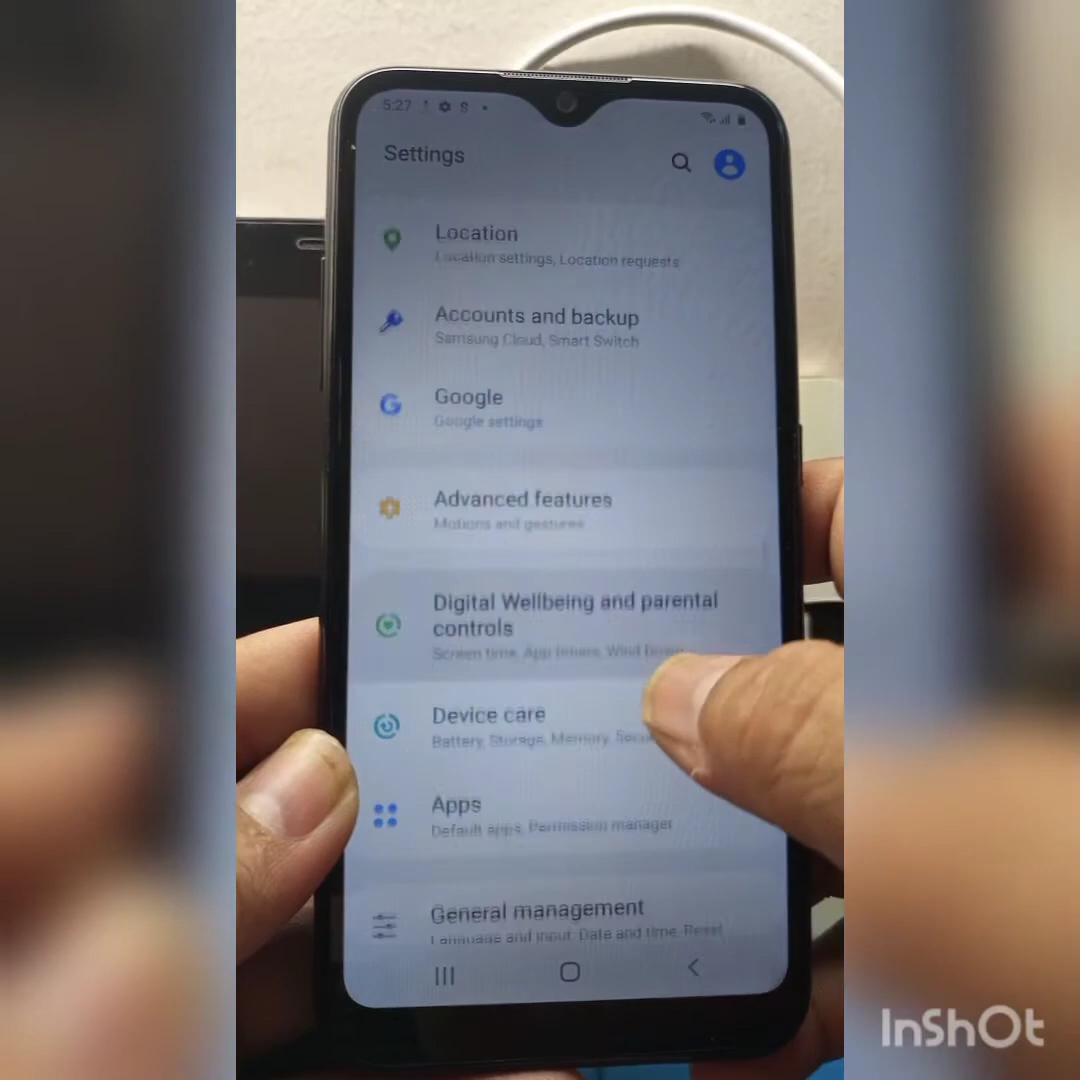 5:27
Settings
Location
Location settings, Location requests
Accounts and backup
Samsung Cloud, Smart Switch
Google
Google settings
Advanced features
Motions and gestures
Digital Wellbeing and parental
controls
Screen time, App timers, Wind Down
Device care
Battery, Storage, Memory,
Apps
Default apps, Permission manager
General management
Language and input, Date and time, Reset
InShOt